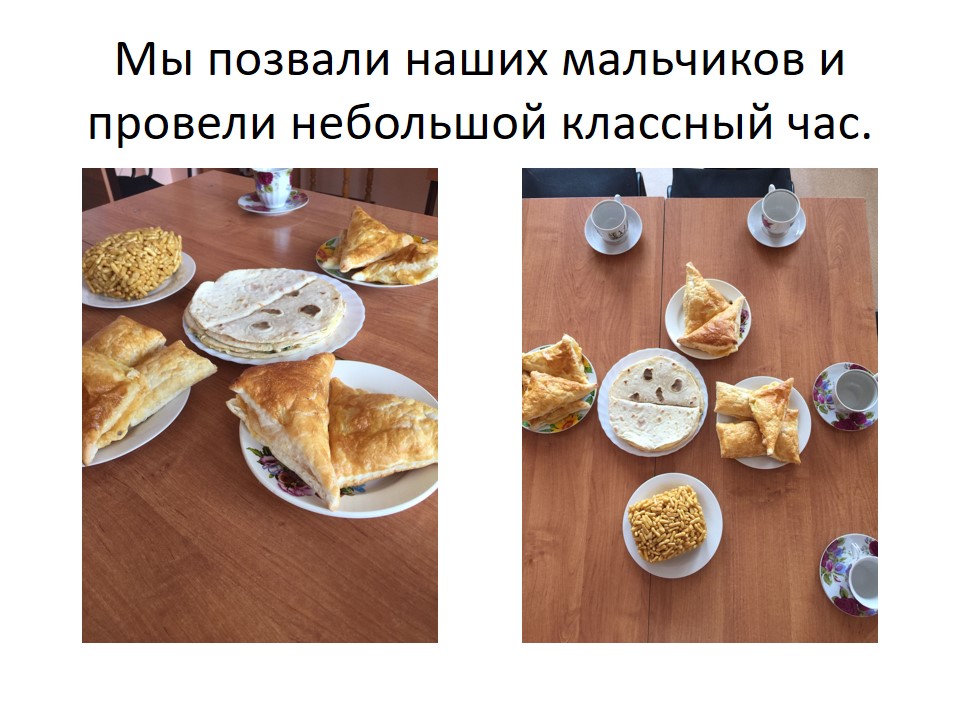 Мы позвали наших мальчиков и
провели небольшой классный час.